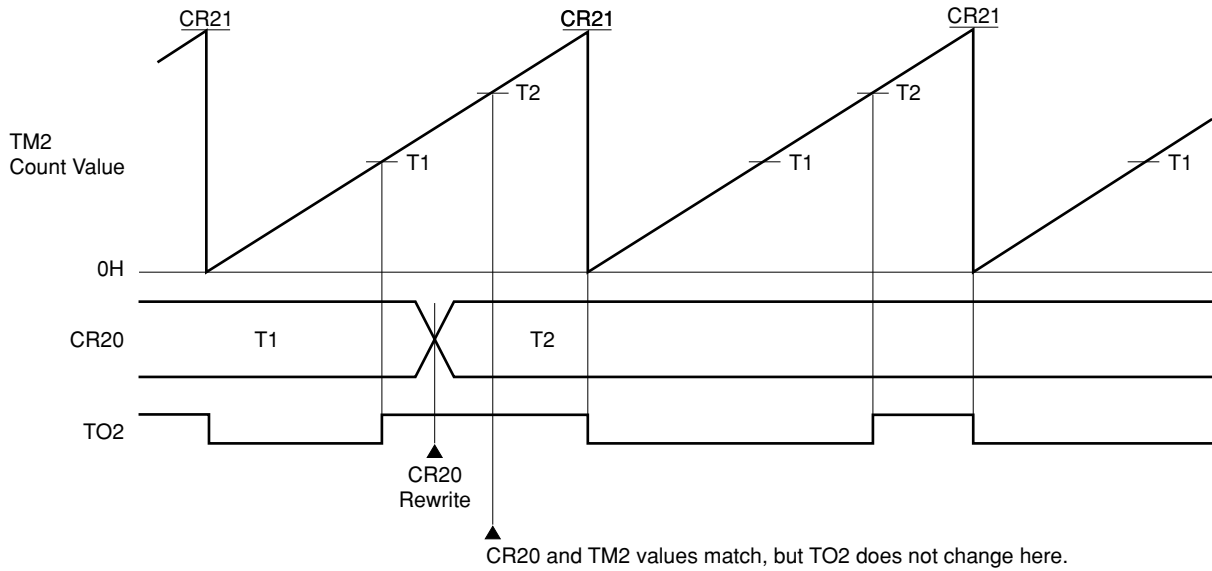 CR21
CR21
CR21
T2
T2
TM2
Count Value
T1
T1
T1
0H
CR20
T1
T2
TO2
CR20
Rewrite
CR20 and TM2 values match, but TO2 does not change here.